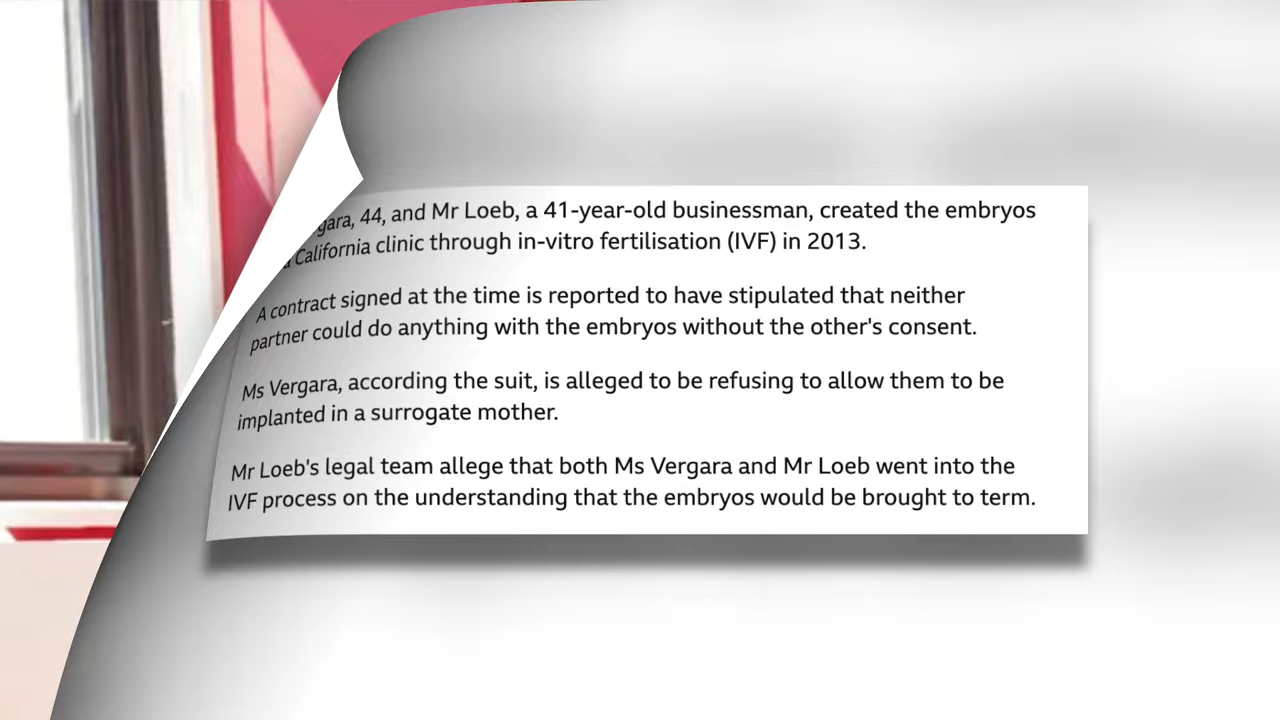 gara, 44, and Mr Loeb, a 41-year-old businessman, created the embryos
a California clinic through in-vitro fertilisation (IVF) in 2013.
A contract signed at the time is reported to have stipulated that neither
partner could do anything with the embryos without the other's consent.
Ms Vergara, according the suit, is alleged to be refusing to allow them to be
implanted in a surrogate mother.
Mr Loeb's legal team allege that both Ms Vergara and Mr Loeb went into the
IVF process on the understanding that the embryos would be brought to term.